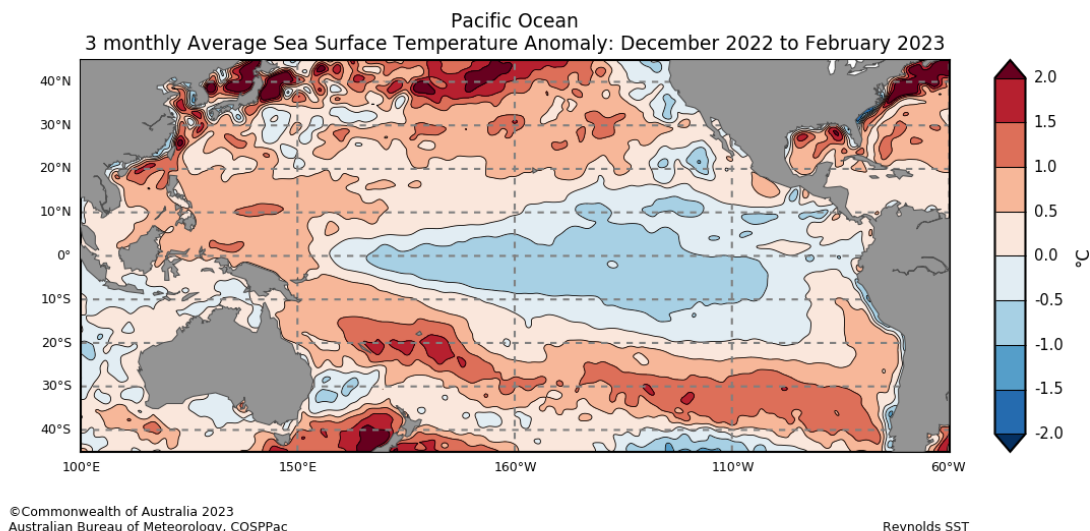 Pacific Ocean
3 monthly Average Sea Surface Temperature Anomaly: December 2022 to February 2023
40°N
30°N
20°N
10°N
0°
10°S
20°S
30°S
40°S
100°E
150°E
160°W
110°W
60°W
2.0
1.5
1.0
0.5
0.0
-0.5
-1.0
-1.5
-2.0
°C
©Commonwealth of Australia 2023
Australian Bureau of Meteorology, COSPPac
Reynolds SST